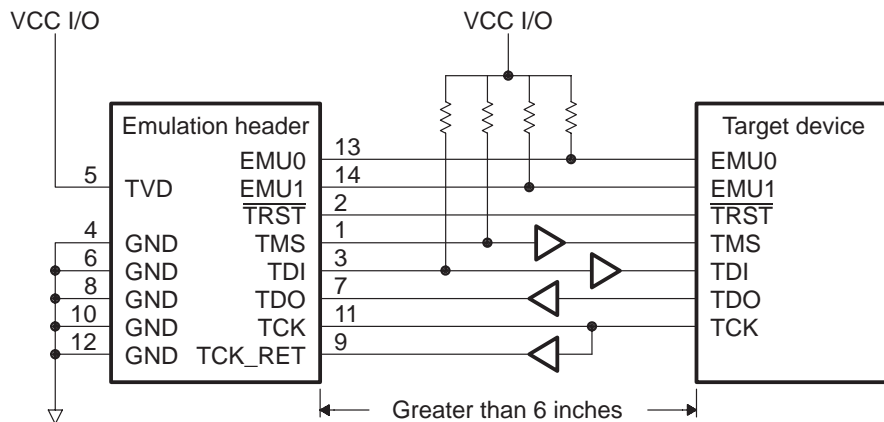 VCC I/O VCC I/O
Emulation header Target device
EMU0 13 EMU0
5 TVD EMU1 14 EMU1
TRST 2 TRST
4 GND TMS 1 TMS
6 GND TDI 3 TDI
8 GND TDO 7 TDO
10 GND TCK 11 TCK
12 GND TCK_RET 9
Greater than 6 inches